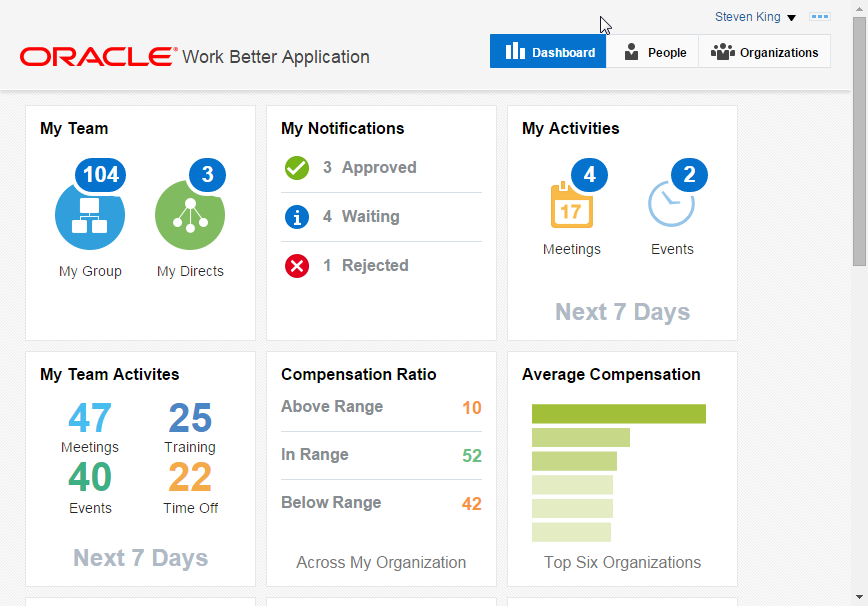 Steven King
ORACLE® Work Better Application
Dashboard
People
Organizations
My Team
104
3
My Group
My Directs
My Notifications
3 Approved
4 Waiting
1 Rejected
My Activities
4
2
17
Meetings
Events
Next 7 Days
My Team Activites
47
25
Meetings
Training
40
22
Events
Time Off
Next 7 Days
Compensation Ratio
Above Range 10
In Range 52
Below Range 42
Across My Organization
Average Compensation
Top Six Organizations